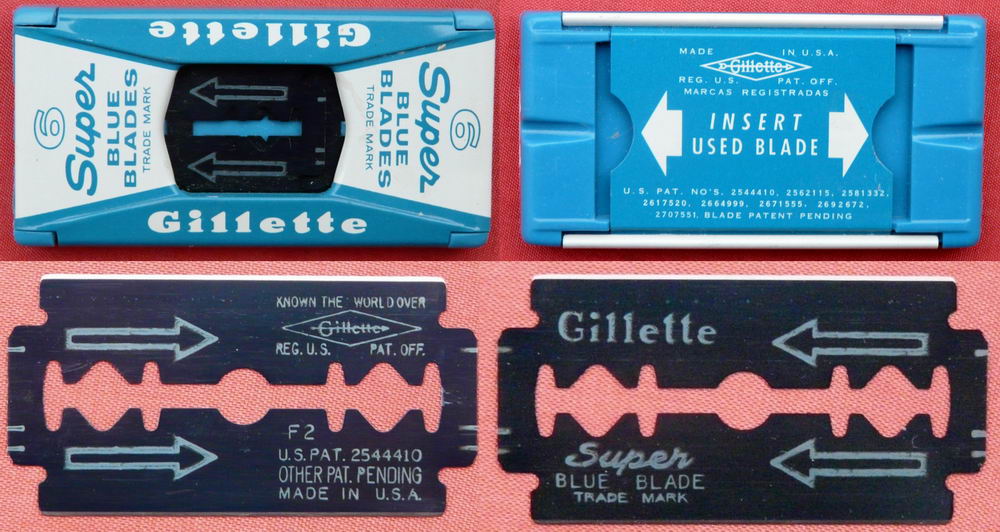 Gillette
6
Super
BLUE
BLADES
TRADE MARK
6
Super
BLUE
BLADES
TRADE MARK
Gillette
MADE IN U.S.A.
Gillette
REG. U.S. PAT. OFF.
MARCAS REGISTRADAS
INSERT
USED BLADE
U.S. PAT. NO'S. 2544410, 2562115, 2581332,
2617520, 2664999, 2671555, 2692672,
2707551, BLADE PATENT PENDING
KNOWN THE WORLD OVER
Gillette
REG. U.S. PAT. OFF.
F2
U.S. PAT. 2544410
OTHER PAT. PENDING
MADE IN U.S.A.
Gillette
Super
BLUE BLADE
TRADE MARK